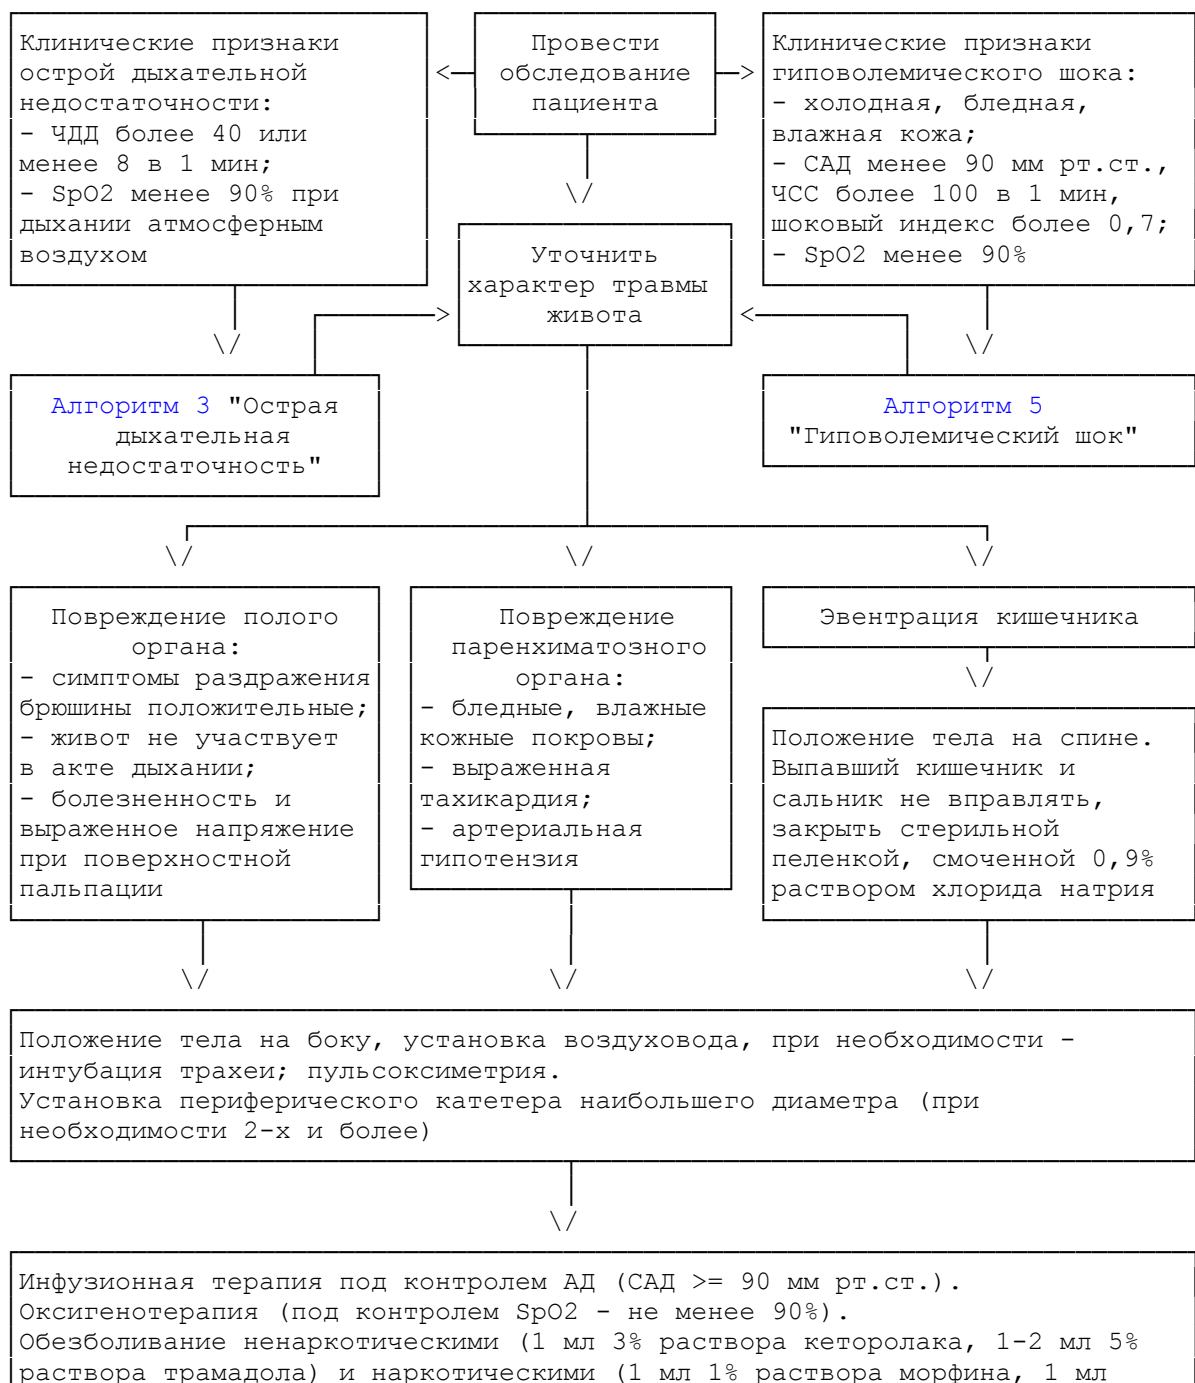 Клинические признаки
острой дыхательной
недостаточности:
- ЧДД более 40 или
менее 8 в 1 мин;
- SpO2 менее 90% при
дыхании атмосферным
воздухом
Провести
обследование
пациента
Клинические признаки
гиповолемического шока:
- холодная, бледная,
влажная кожа;
- САД менее 90 мм рт.ст.,
ЧСС более 100 в 1 мин,
шоковый индекс более 0,7;
- SpO2 менее 90%
Уточнить
характер травмы
живота
Алгоритм 3 "Острая
дыхательная
недостаточность"
Алгоритм 5
"Гиповолемический шок"
Повреждение полого
органа:
- симптомы раздражения
брюшины положительные;
- живот не участвует
в акте дыхании;
- болезненность и
выраженное напряжение
при поверхностной
пальпации
Повреждение
паренхиматозного
органа:
- бледные, влажные
кожные покровы;
- выраженная
тахикардия;
- артериальная
гипотензия
Эвентрация кишечника
Положение тела на спине.
Выпавший кишечник и
сальник не вправлять,
закрыть стерильной
пеленкой, смоченной 0,9%
раствором хлорида натрия
Положение тела на боку, установка воздуховода, при необходимости -
интубация трахеи; пульсоксиметрия.
Установка периферического катетера наибольшего диаметра (при
необходимости 2-х и более)
Инфузионная терапия под контролем АД (САД >= 90 мм рт.ст.).
Оксигенотерапия (под контролем SpO2 - не менее 90%).
Обезболивание ненаркотическими (1 мл 3% раствора кеторолака, 1-2 мл 5%
раствора трамадола) и наркотическими (1 мл 1% раствора морфина, 1 мл